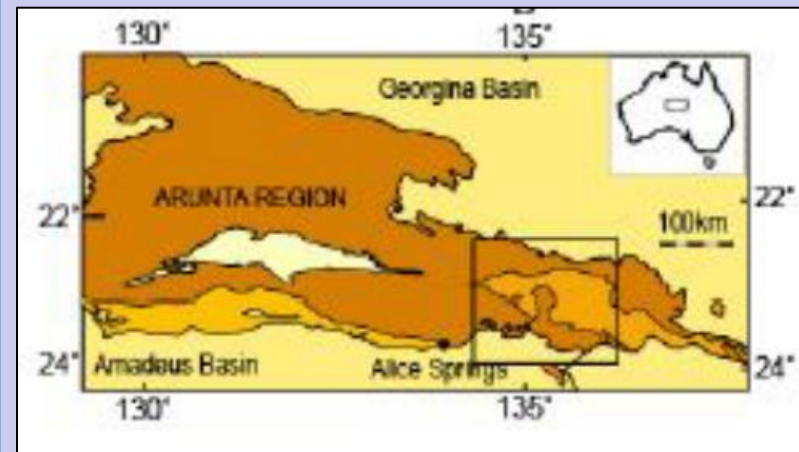 130° 135°
Georgina Basin
ARUNTA REGION
22° 22°
100km
24° Amadeus Basin Alice Springs 24°
130° 135°